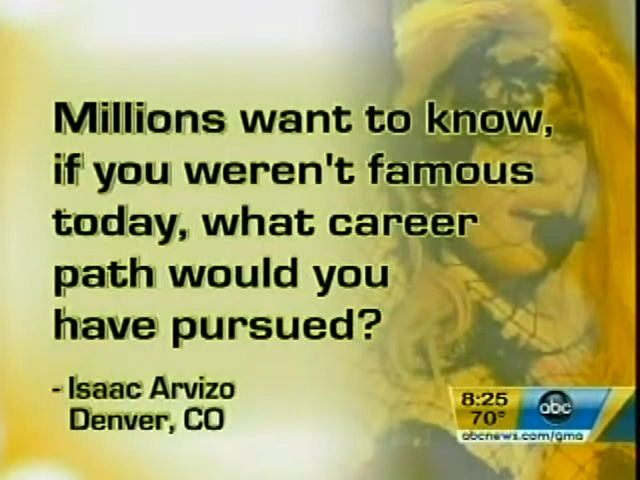 Millions want to know,
if you weren't famous
today, what career
path would you
have pursued?
- Isaac Arvizo
Denver, CO
8:25
70°
abc
abcnews.com/gma